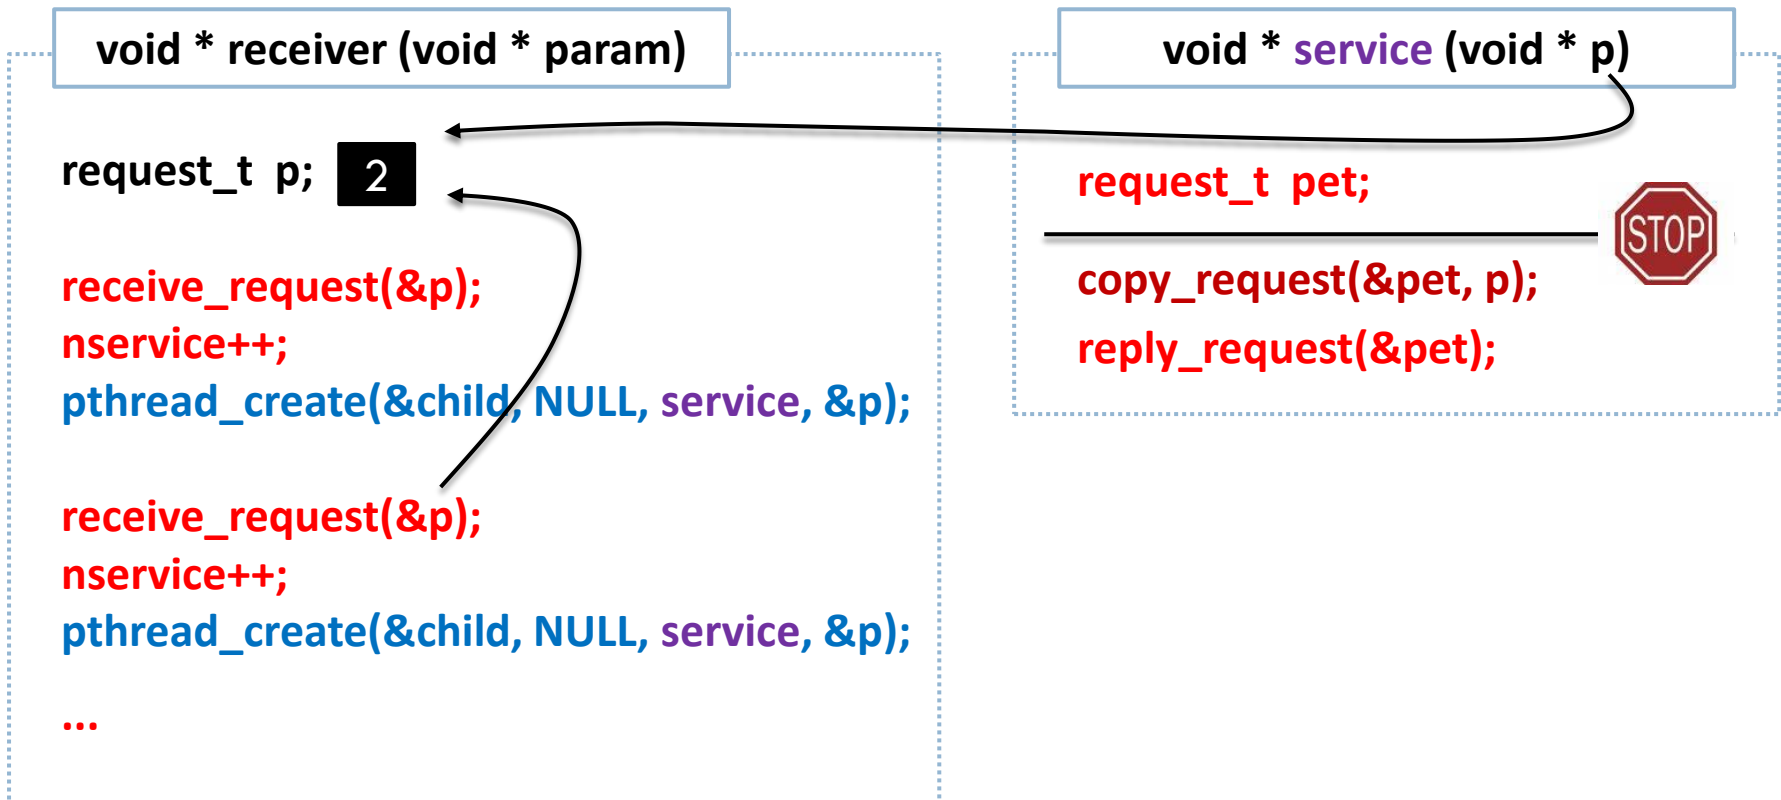 void * receiver (void * param)
request_t p; 2
receive_request(&p);
nservice++;
pthread_create(&child, NULL, service, &p);
receive_request(&p);
nservice++;
pthread_create(&child, NULL, service, &p);
...
void * service (void * p)
request_t pet;
STOP
copy_request(&pet, p);
reply_request(&pet);